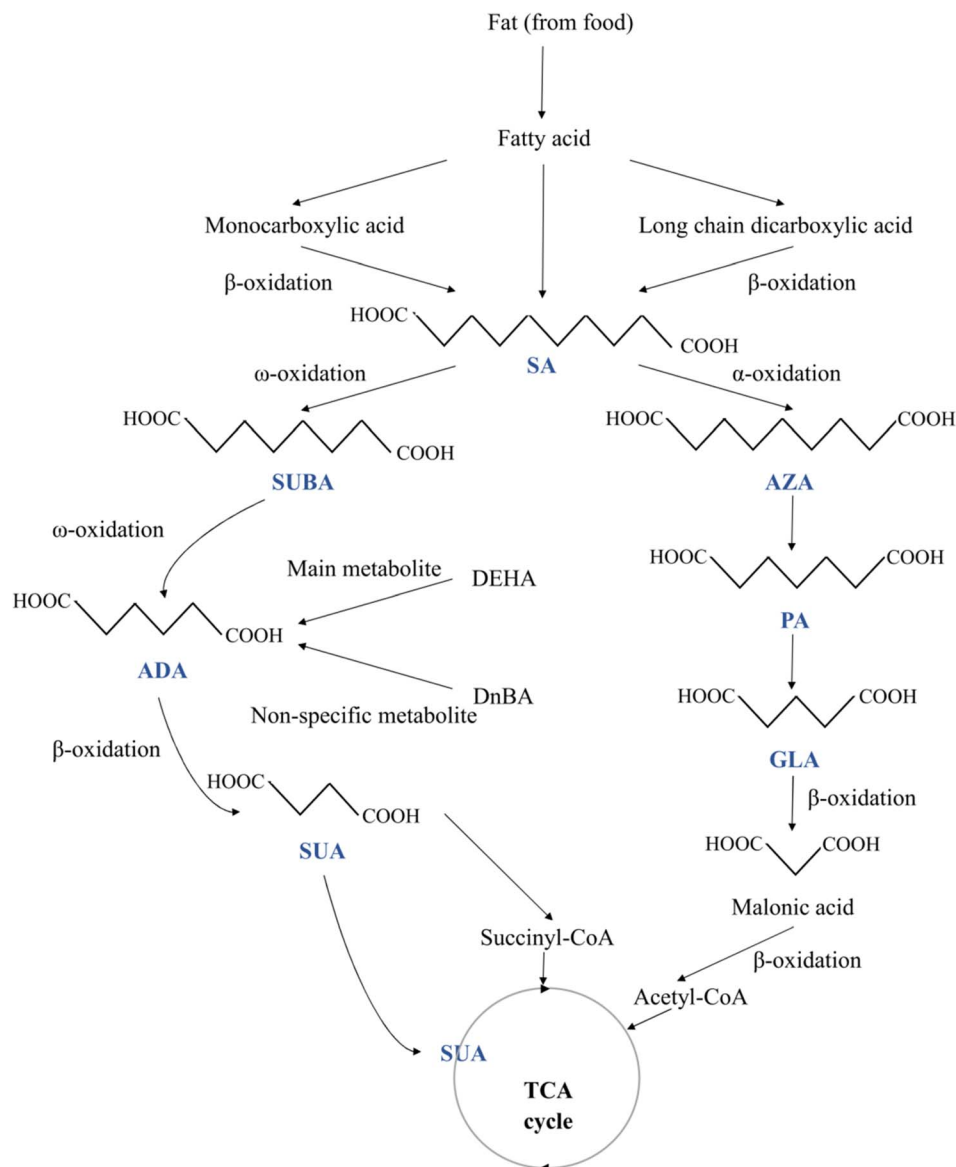 Fat (from food)
Fatty acid
Monocarboxylic acid
Long chain dicarboxylic acid
β-oxidation
β-oxidation
HOOC
COOH
SA
ω-oxidation
α-oxidation
HOOC
COOH
SUBA
HOOC
COOH
AZA
ω-oxidation
HOOC
COOH
PA
Main metabolite
DEHA
HOOC
COOH
ADA
DnBA
Non-specific metabolite
HOOC
COOH
GLA
β-oxidation
HOOC
COOH
SUA
β-oxidation
HOOC
COOH
Malonic acid
Succinyl-CoA
β-oxidation
Acetyl-CoA
SUA
TCA
cycle